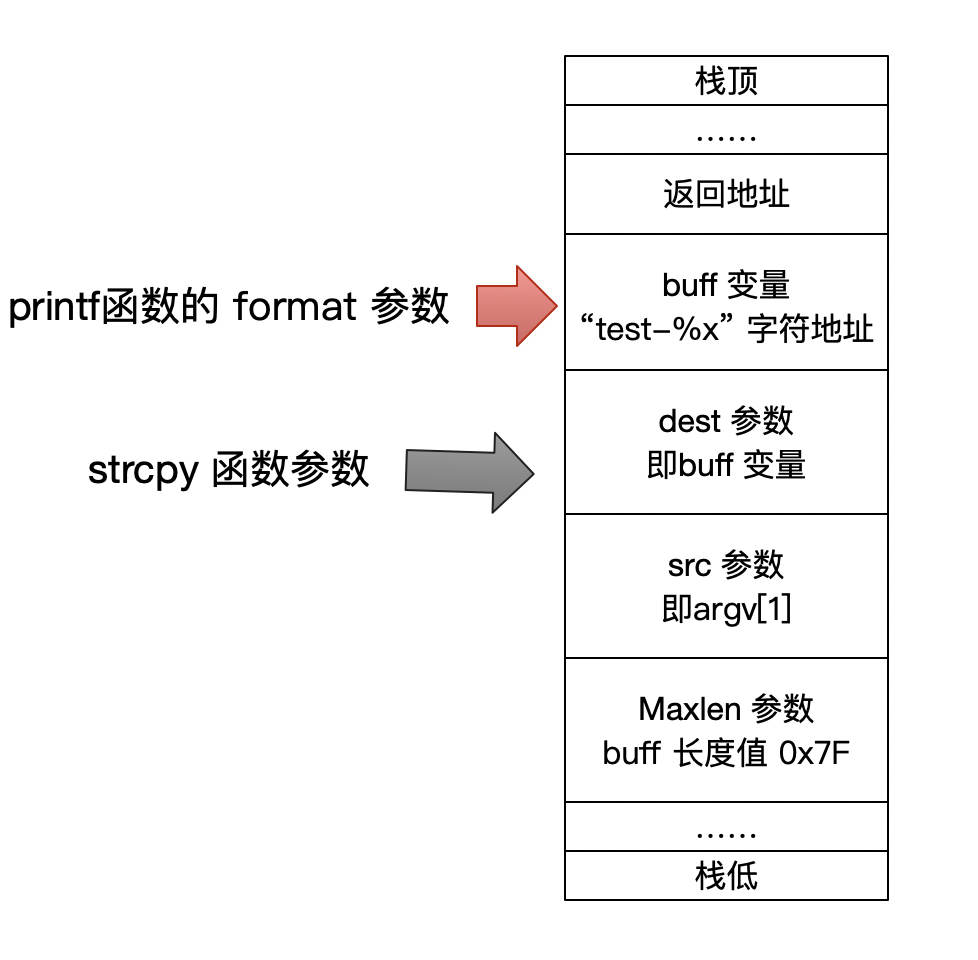 栈顶
……
返回地址
printf函数的 format 参数
buff 变量
“test-%x” 字符地址
strcpy 函数参数
dest 参数
即buff 变量
src 参数
即argv[1]
Maxlen 参数
buff 长度值 0x7F
……
栈低